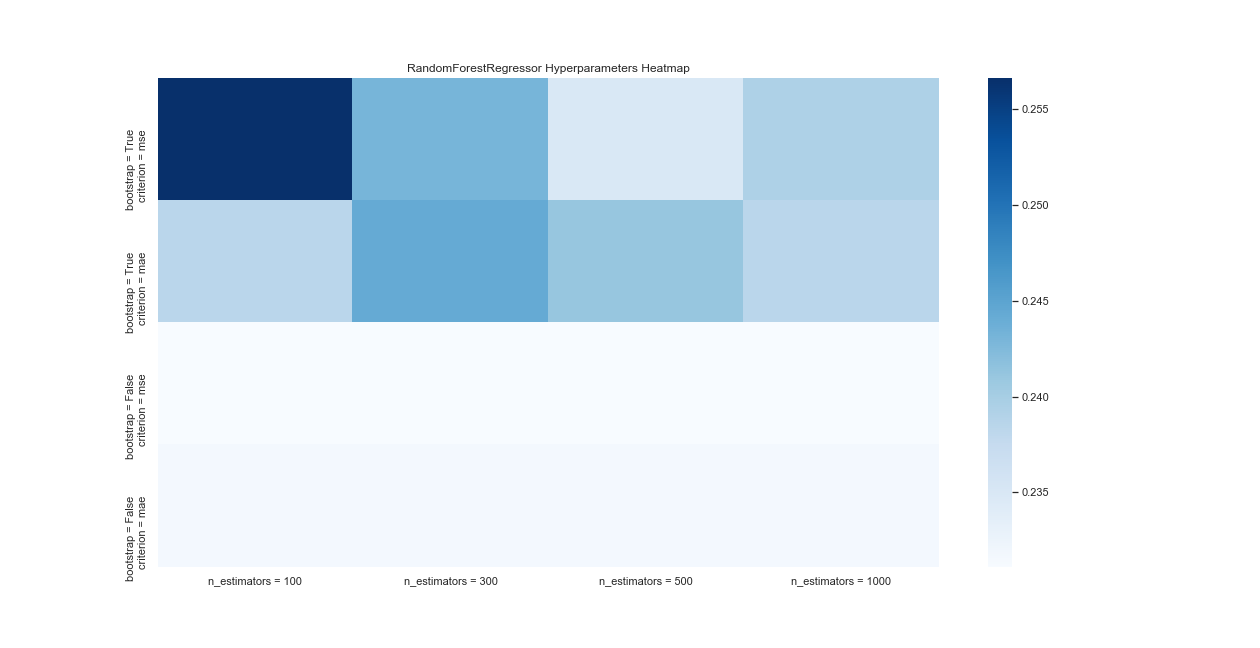 RandomForestRegressor Hyperparameters Heatmap
bootstrap = True
criterion = mse
bootstrap = True
criterion = mae
bootstrap = False
criterion = mse
bootstrap = False
criterion = mae
n_estimators = 100
n_estimators = 300
n_estimators = 500
n_estimators = 1000
0.255
0.250
0.245
0.240
0.235